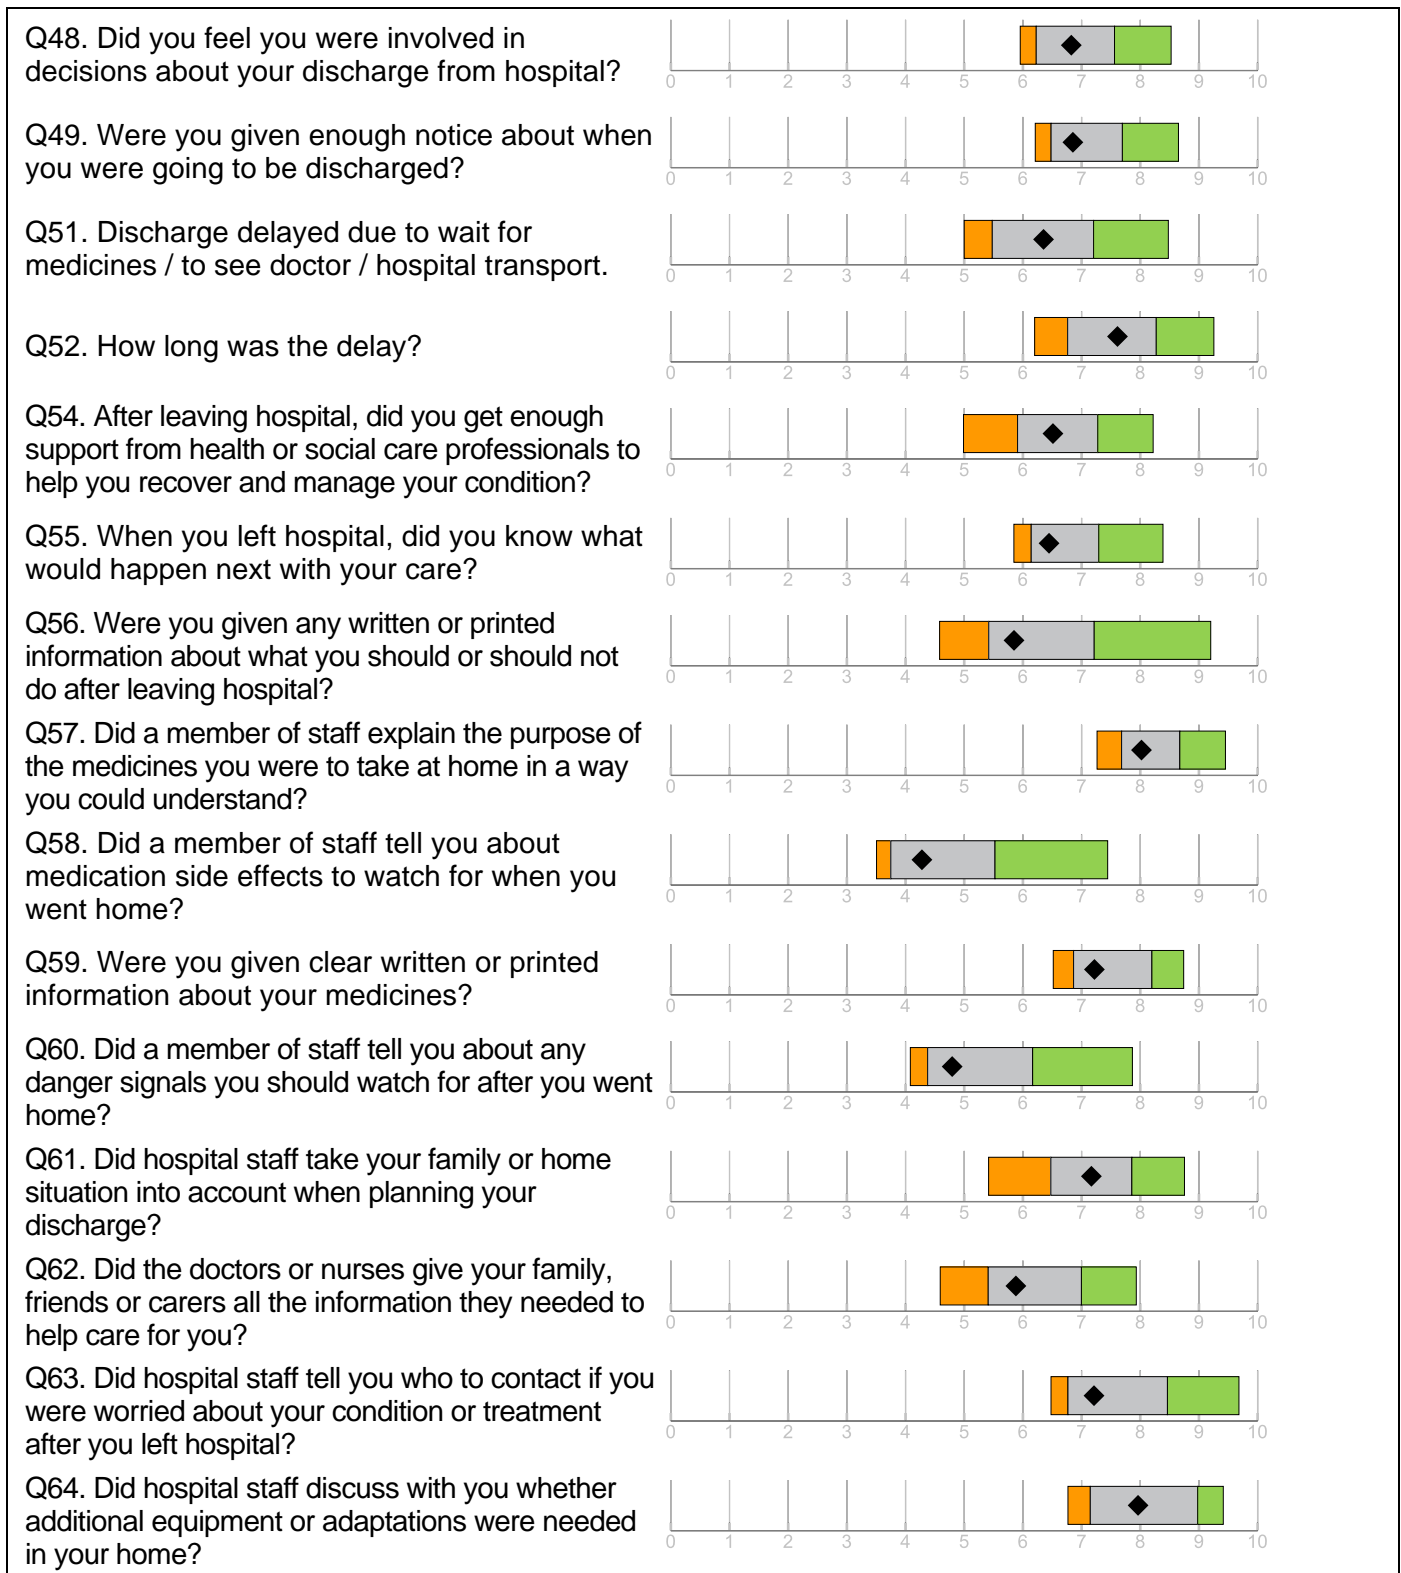 Q48. Did you feel you were involved in
decisions about your discharge from hospital?
0 1 2 3 4 5 6 7 8 9 10
Q49. Were you given enough notice about when
you were going to be discharged?
0 1 2 3 4 5 6 7 8 9 10
Q51. Discharge delayed due to wait for
medicines / to see doctor / hospital transport.
0 1 2 3 4 5 6 7 8 9 10
Q52. How long was the delay?
0 1 2 3 4 5 6 7 8 9 10
Q54. After leaving hospital, did you get enough
support from health or social care professionals to
help you recover and manage your condition?
0 1 2 3 4 5 6 7 8 9 10
Q55. When you left hospital, did you know what
would happen next with your care?
0 1 2 3 4 5 6 7 8 9 10
Q56. Were you given any written or printed
information about what you should or should not
do after leaving hospital?
0 1 2 3 4 5 6 7 8 9 10
Q57. Did a member of staff explain the purpose of
the medicines you were to take at home in a way
you could understand?
0 1 2 3 4 5 6 7 8 9 10
Q58. Did a member of staff tell you about
medication side effects to watch for when you
went home?
0 1 2 3 4 5 6 7 8 9 10
Q59. Were you given clear written or printed
information about your medicines?
0 1 2 3 4 5 6 7 8 9 10
Q60. Did a member of staff tell you about any
danger signals you should watch for after you went
home?
0 1 2 3 4 5 6 7 8 9 10
Q61. Did hospital staff take your family or home
situation into account when planning your
discharge?
0 1 2 3 4 5 6 7 8 9 10
Q62. Did the doctors or nurses give your family,
friends or carers all the information they needed to
help care for you?
0 1 2 3 4 5 6 7 8 9 10
Q63. Did hospital staff tell you who to contact if you
were worried about your condition or treatment
after you left hospital?
0 1 2 3 4 5 6 7 8 9 10
Q64. Did hospital staff discuss with you whether
additional equipment or adaptations were needed
in your home?
0 1 2 3 4 5 6 7 8 9 10